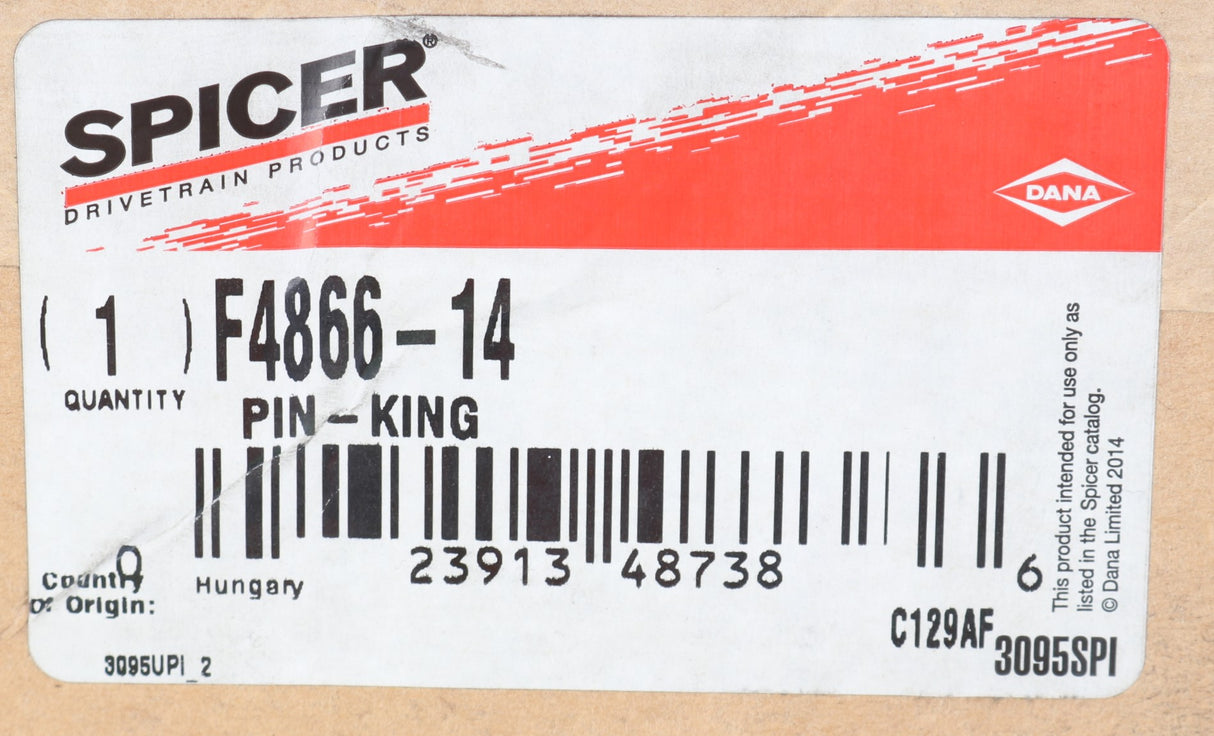 SPICER®
DRIVETRAIN PRODUCTS
DANA
( 1 ) F4866-14
QUANTITY
PIN-KING
0 23913 48738 6
Country
of Origin:
Hungary
C129AF
3095SPI
3095UPI_2
This product intended for use only as
listed in the Spicer catalog.
© Dana Limited 2014